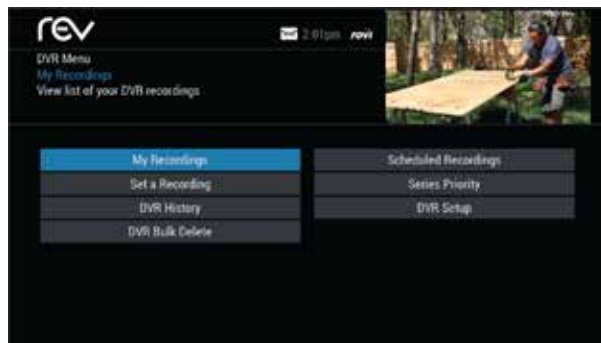 rev
2:01pm rovi
DVR Menu
My Recordings
View list of your DVR recordings
My Recordings
Scheduled Recordings
Set a Recording
Series Priority
DVR History
DVR Setup
DVR Bulk Delete